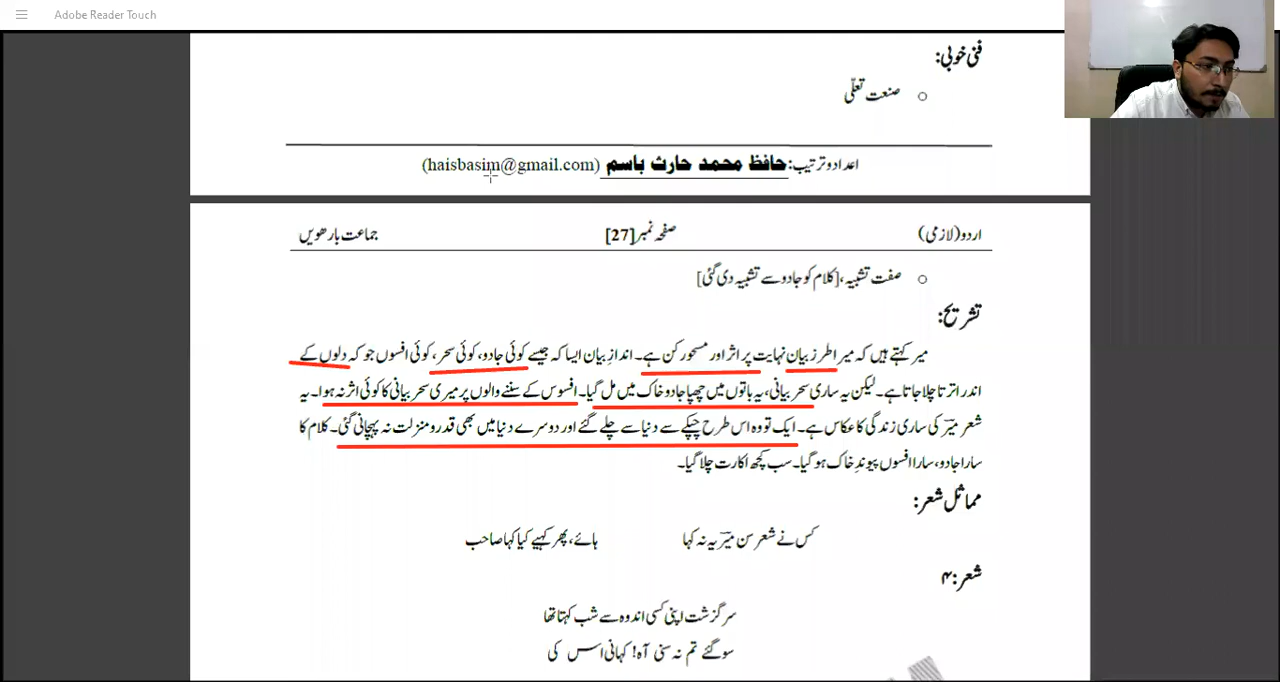 Adobe Reader Touch
فنی خوبی:
○ صنعت تعلّی
اعداد و ترتیب: حافظ محمد حارث باسم (haisbasim@gmail.com)
اردو (لازمی) صفحہ نمبر [27] جماعت بارھویں
○ صفت تشبیہ، [کلام کو جادو سے تشبیہ دی گئی]
تشریح:
میر کہتے ہیں کہ میرا طرز بیان نہایت پر اثر اور مسحور کن ہے۔ انداز بیان ایسا کہ جیسے کوئی جادو، کوئی سحر، کوئی افسوں جو کہ دلوں کے
اندر اترتا چلا جاتا ہے۔ لیکن یہ ساری سحر بیانی، یہ باتوں میں چھپا جادو خاک میں مل گیا۔ افسوس کے سننے والوں پر میری سحر بیانی کا کوئی اثر نہ ہوا۔ یہ
شعر میرؔ کی ساری زندگی کا عکاس ہے۔ ایک تو وہ اس طرح چپکے سے دنیا سے چلے گئے اور دوسرے دنیا میں بھی قدر و منزلت نہ پہچانی گئی۔ کلام کا
سارا جادو، سارا افسوں پیوندِ خاک ہو گیا۔ سب کچھ اکارت چلا گیا۔
مماثل شعر:
کس نے شعر سن میرؔ یہ نہ کہا ہائے، پھر کہیے کیا کہا صاحب
شعر: ۴
سرگزشت اپنی کسی اندوہ سے شب کہتا تھا
سو گئے تم نہ سنی آہ! کہانی اس کی